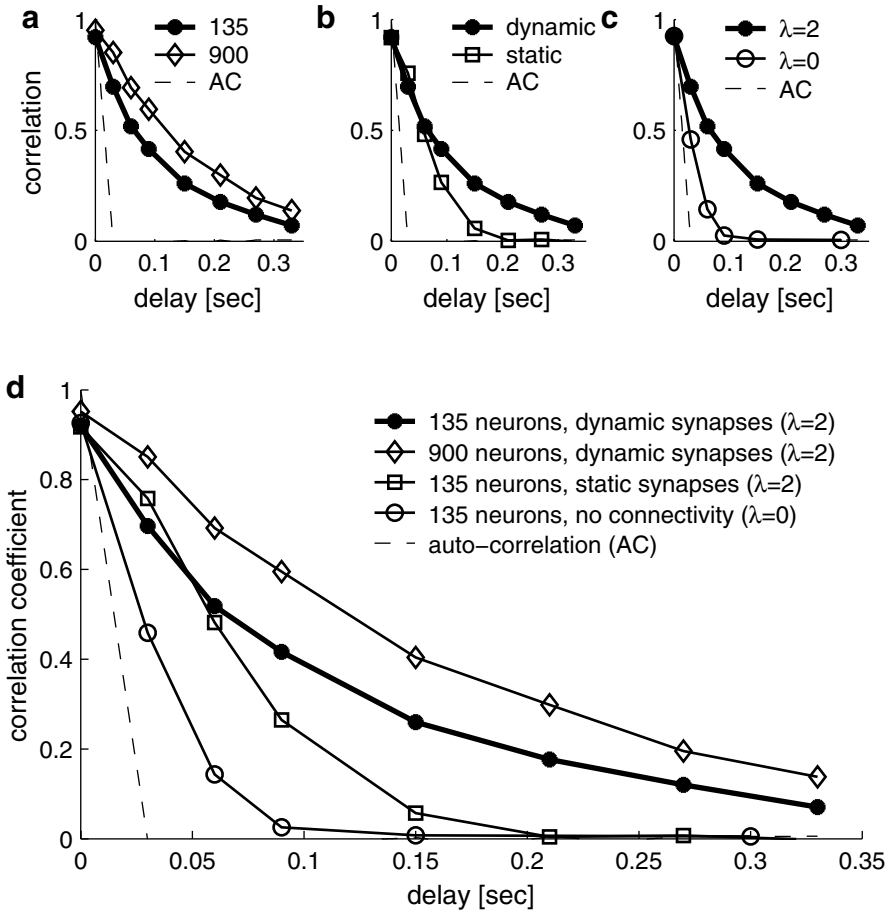 a
b
c
1
0.5
0
correlation
135
900
AC
0 0.1 0.2 0.3
delay [sec]
1
0.5
0
dynamic
static
AC
0 0.1 0.2 0.3
delay [sec]
1
0.5
0
λ=2
λ=0
AC
0 0.1 0.2 0.3
delay [sec]
d
1
0.8
0.6
0.4
0.2
0
correlation coefficient
135 neurons, dynamic synapses (λ=2)
900 neurons, dynamic synapses (λ=2)
135 neurons, static synapses (λ=2)
135 neurons, no connectivity (λ=0)
auto−correlation (AC)
0 0.05 0.1 0.15 0.2 0.25 0.3 0.35
delay [sec]